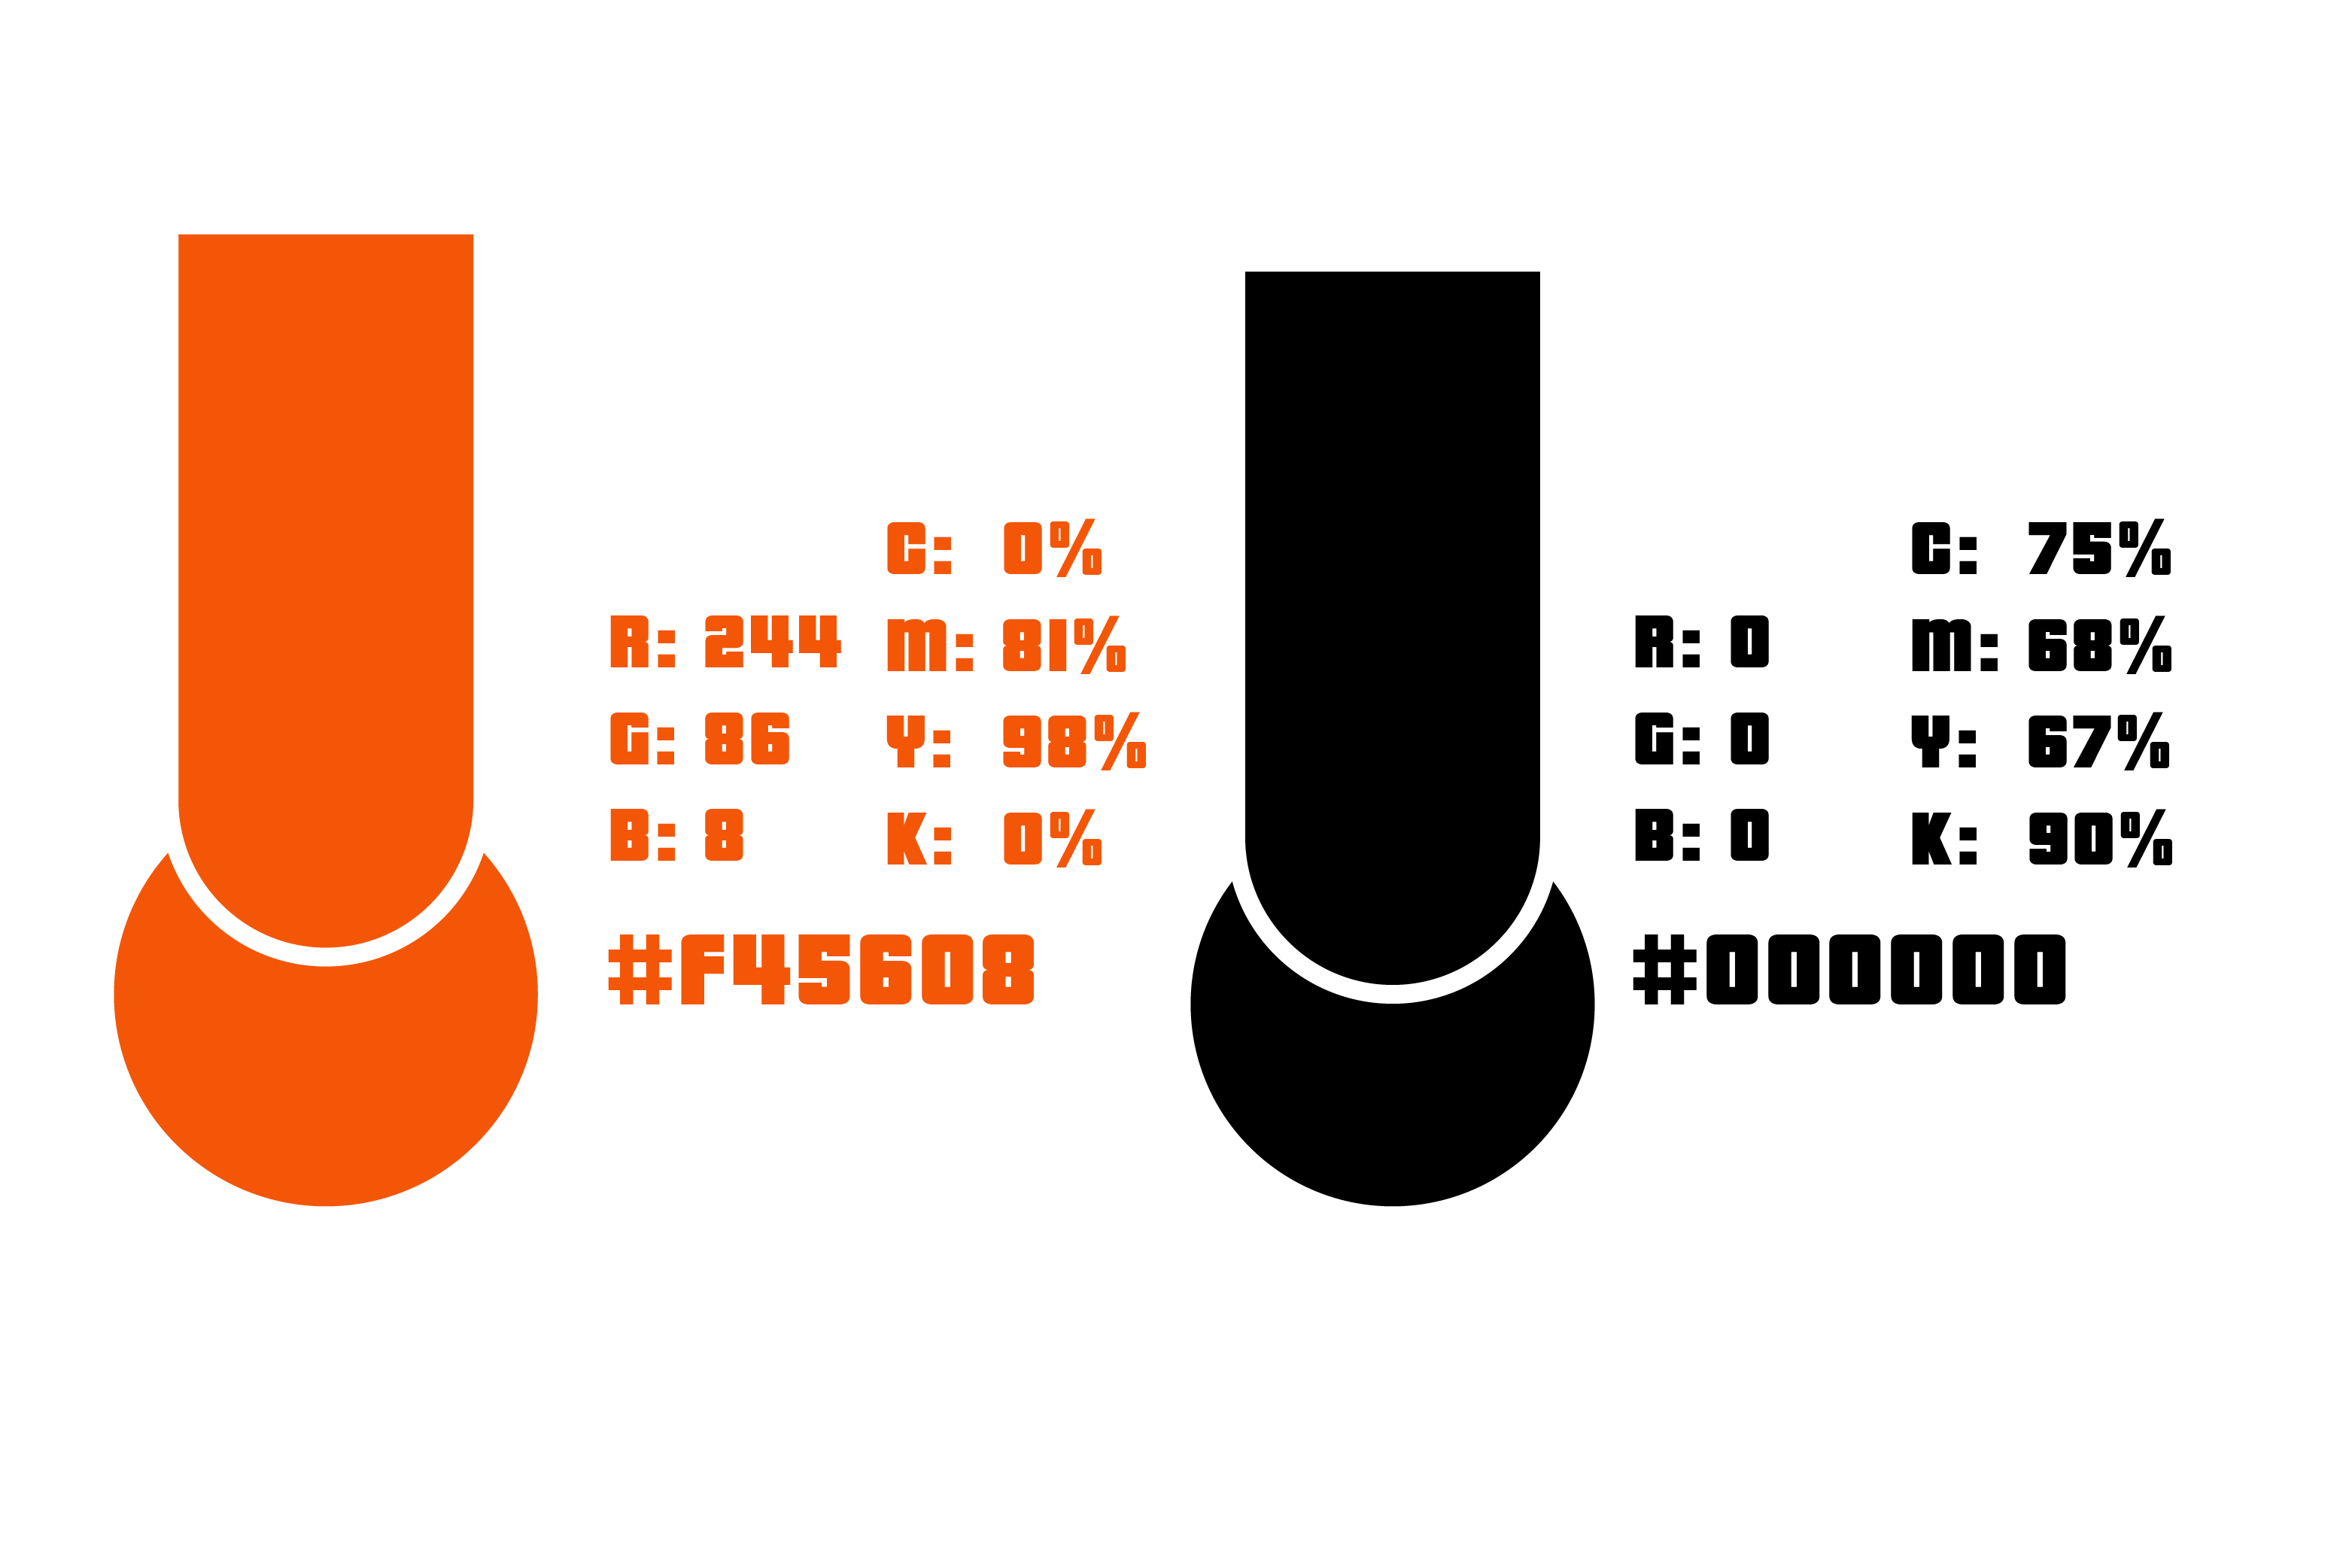 C: 0%
R: 244 M: 81%
G: 86 Y: 98%
B: 8 K: 0%
#F45608
C: 75%
R: 0 M: 68%
G: 0 Y: 67%
B: 0 K: 90%
#000000